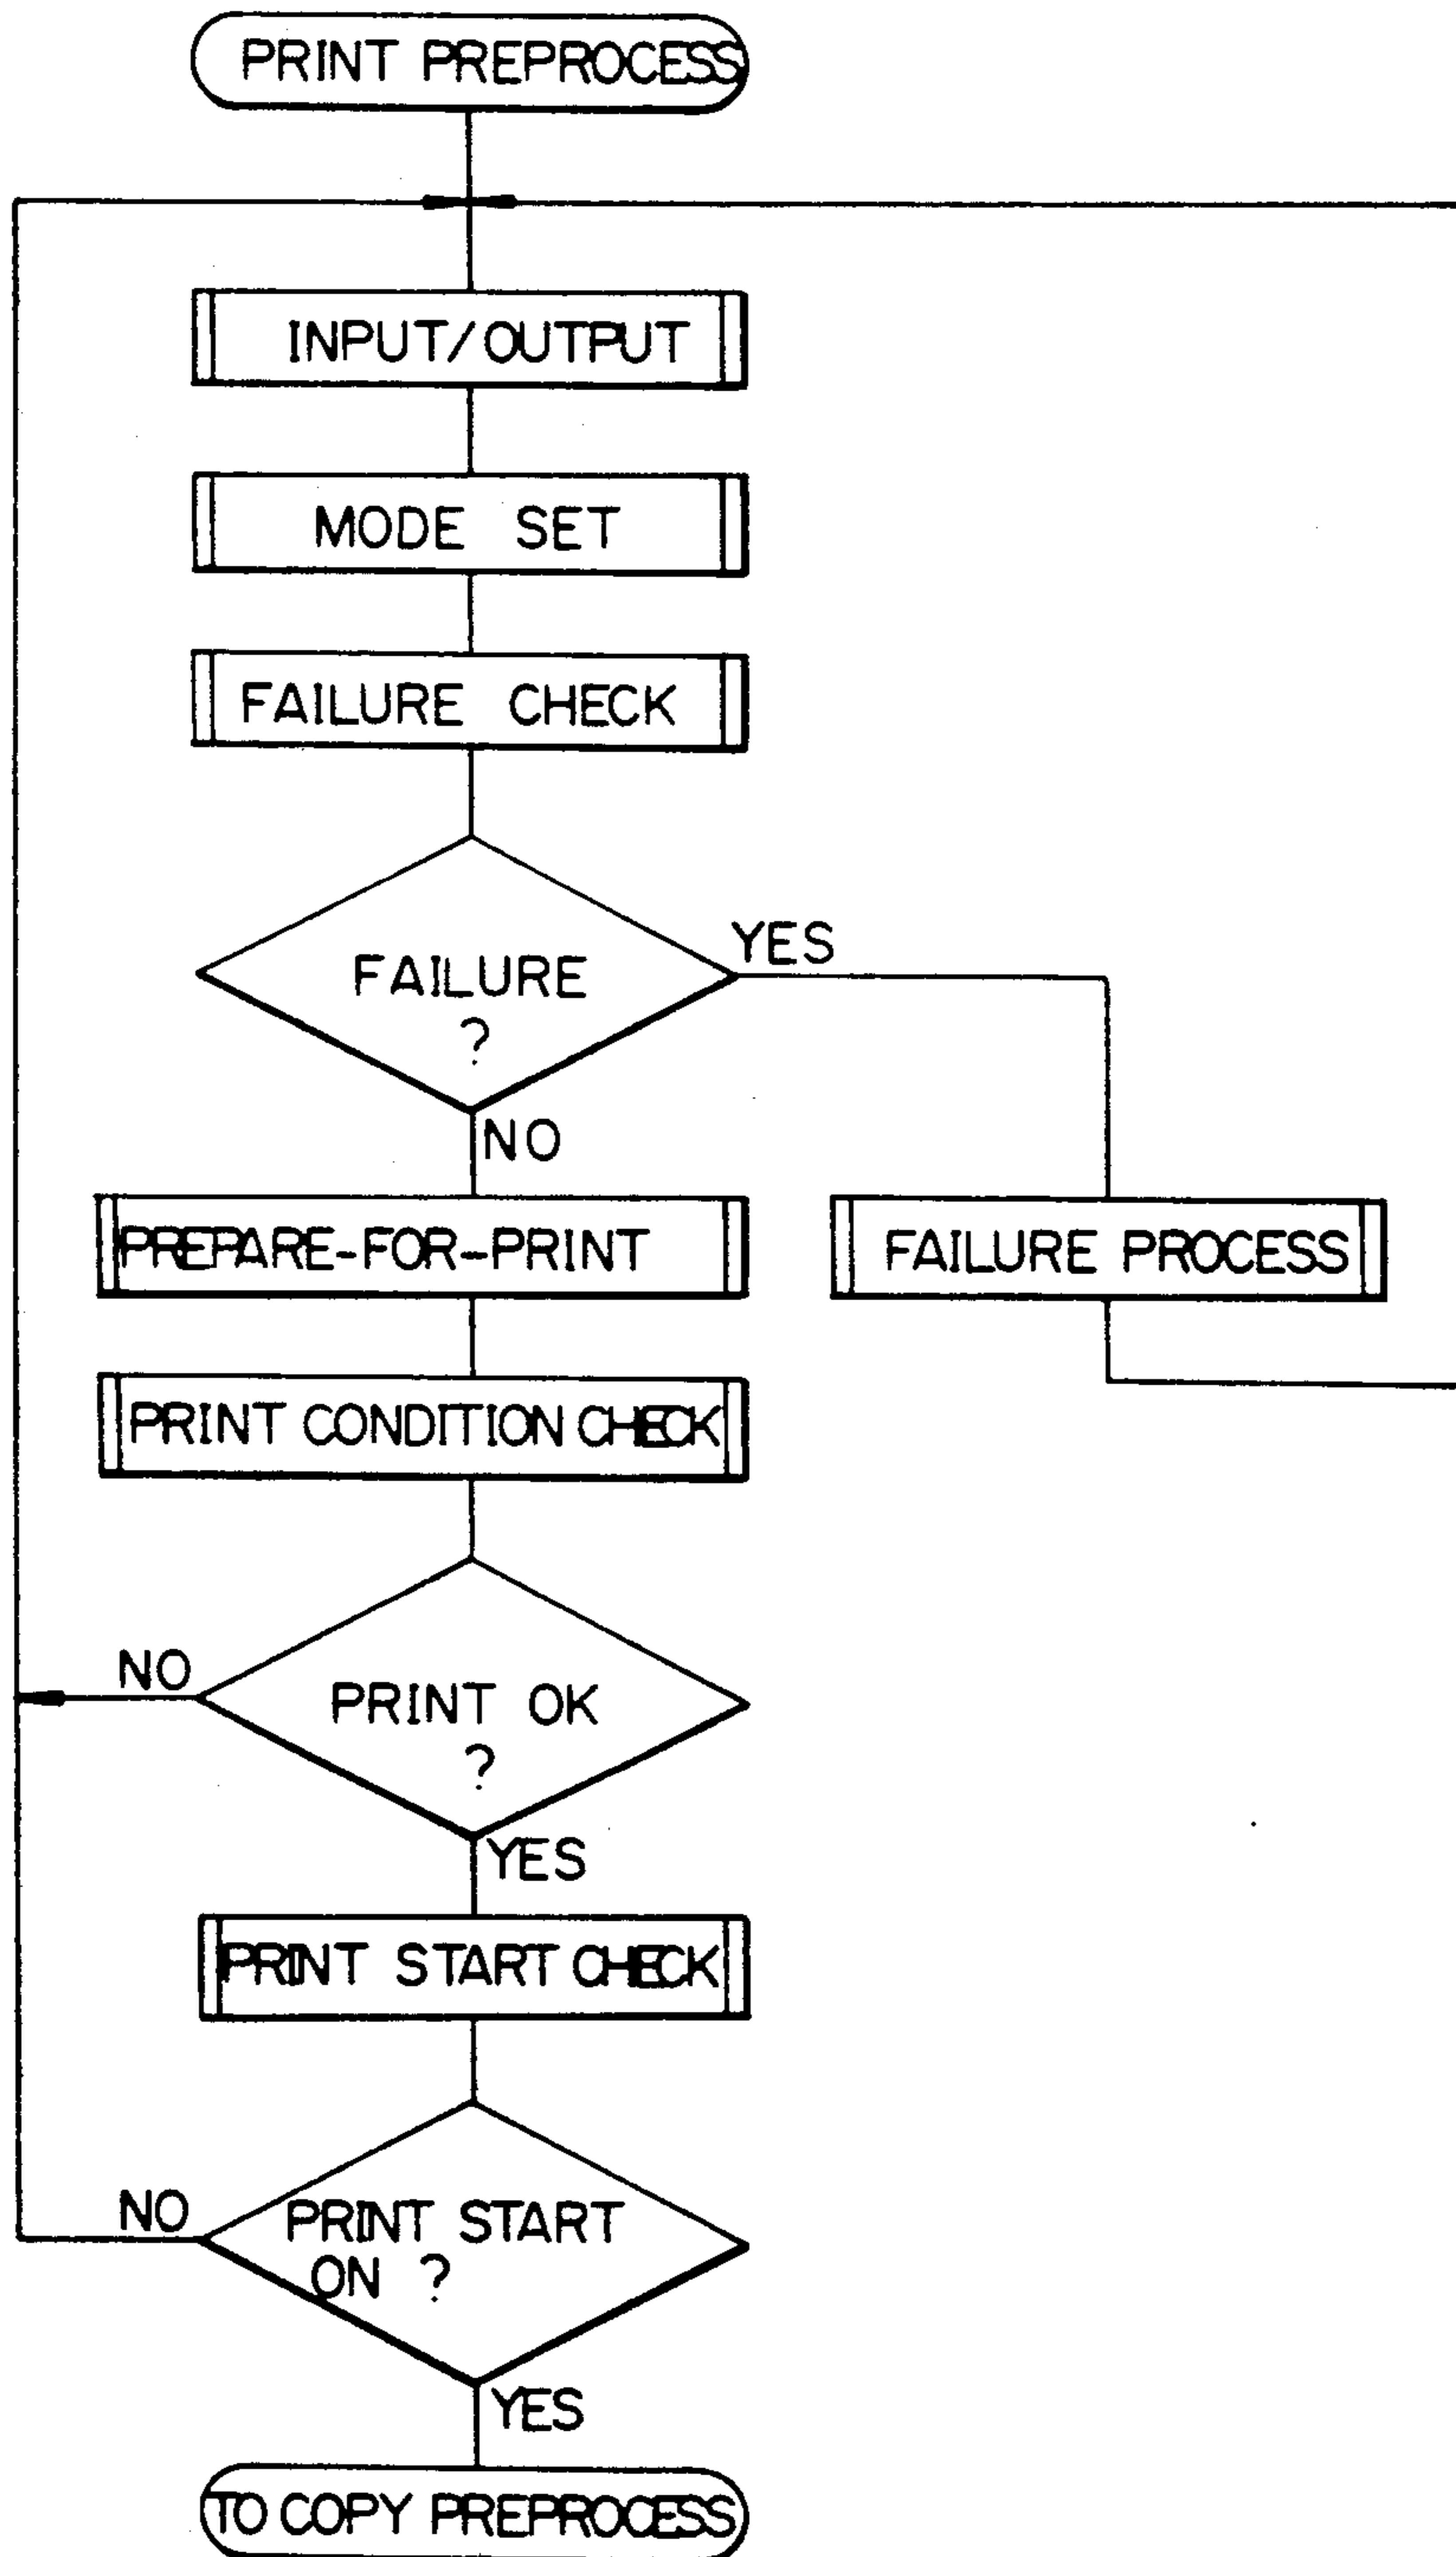 PRINT PREPROCESS
INPUT/OUTPUT
MODE SET
FAILURE CHECK
FAILURE
?
YES
NO
PREPARE-FOR-PRINT
FAILURE PROCESS
PRINT CONDITION CHECK
NO
PRINT OK
?
YES
PRINT START CHECK
NO
PRINT START
ON ?
YES
TO COPY PREPROCESS